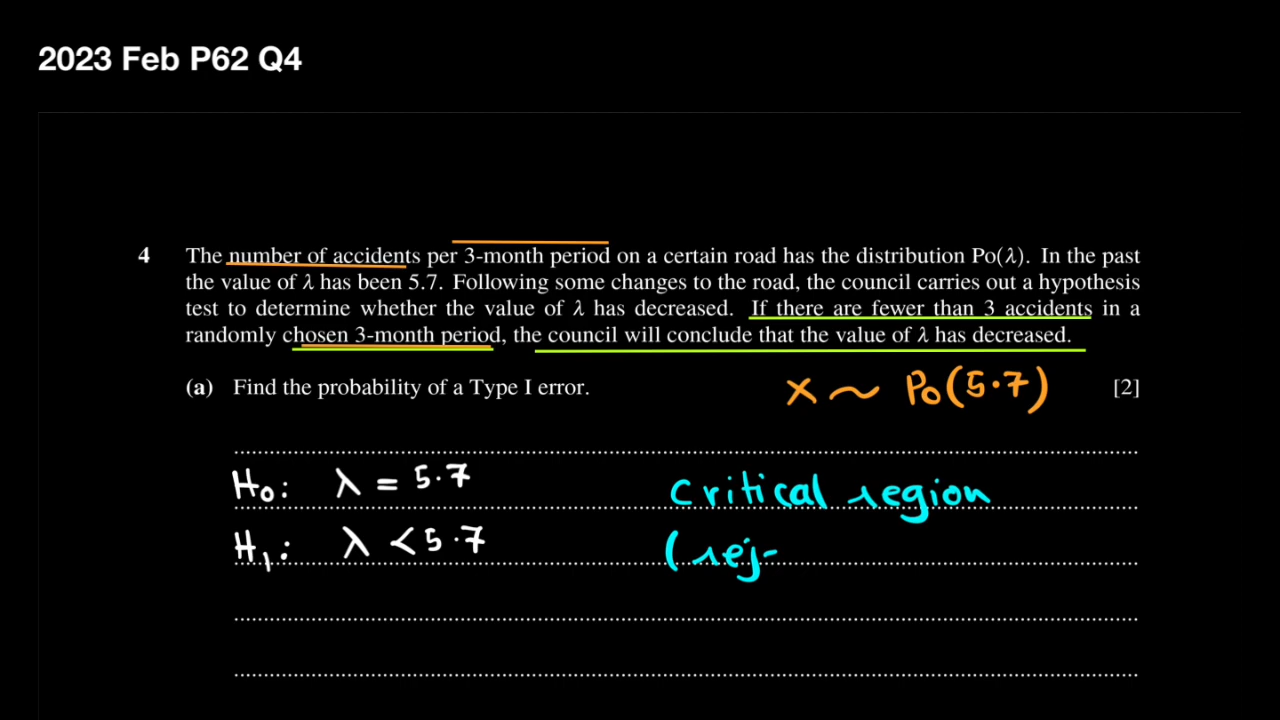 2023 Feb P62 Q4
4 The number of accidents per 3-month period on a certain road has the distribution Po(λ). In the past
the value of λ has been 5.7. Following some changes to the road, the council carries out a hypothesis
test to determine whether the value of λ has decreased. If there are fewer than 3 accidents in a
randomly chosen 3-month period, the council will conclude that the value of λ has decreased.
(a) Find the probability of a Type I error. X ~ Po(5.7) [2]
H₀: λ = 5.7 Critical region
H₁: λ < 5.7 (rej-